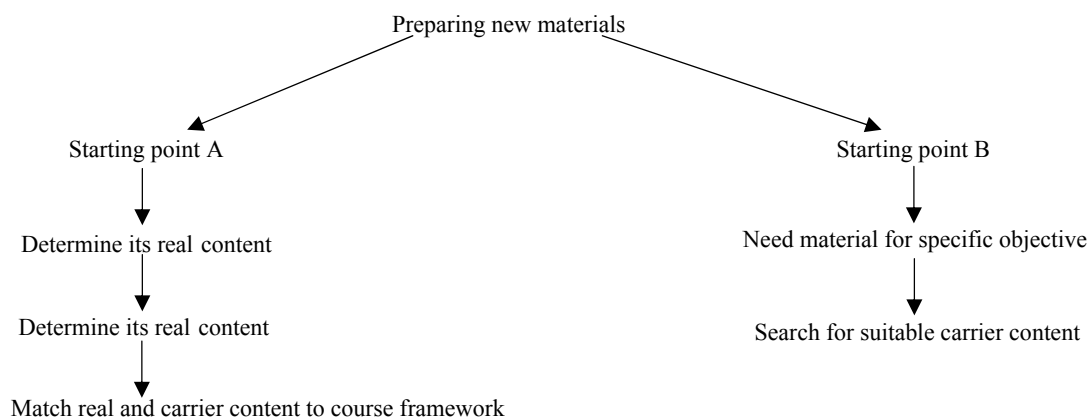 Preparing new materials
Starting point A
Starting point B
Determine its real content
Need material for specific objective
Determine its real content
Search for suitable carrier content
Match real and carrier content to course framework